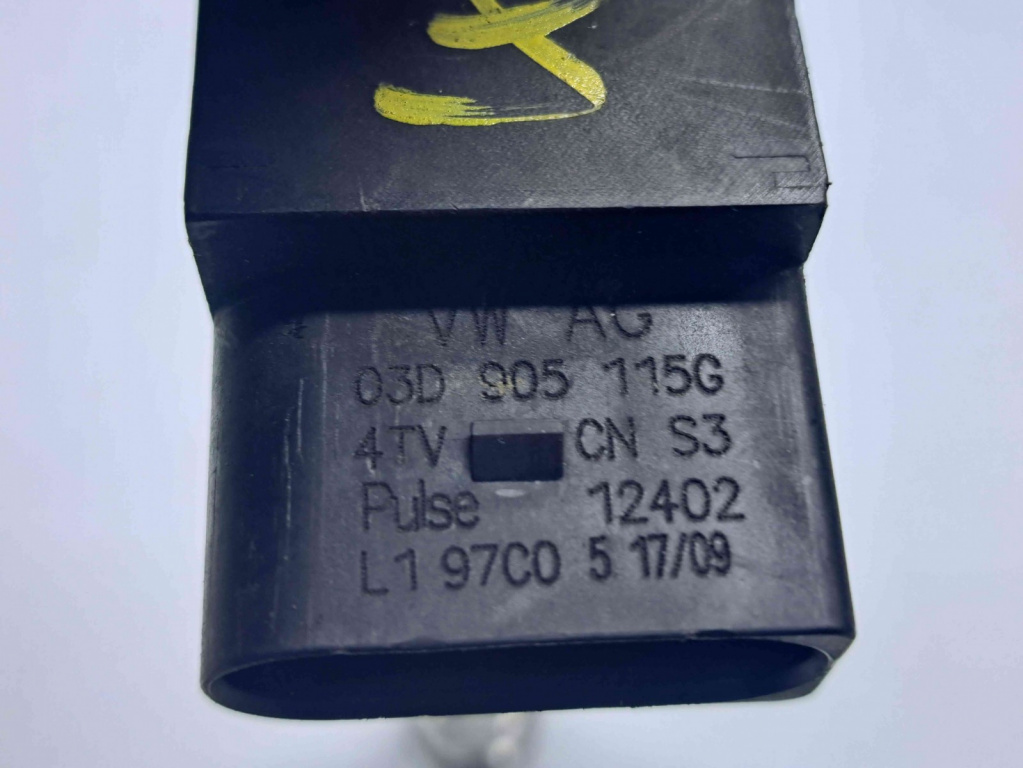 VW AG
03D 905 115G
4TV CN S3
Pulse 12402
L1 97C0 5 17/09